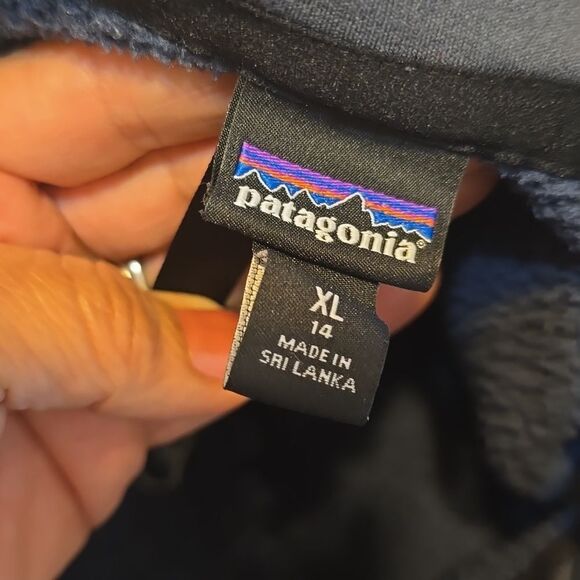 patagonia®
XL
14
MADE IN
SRI LANKA